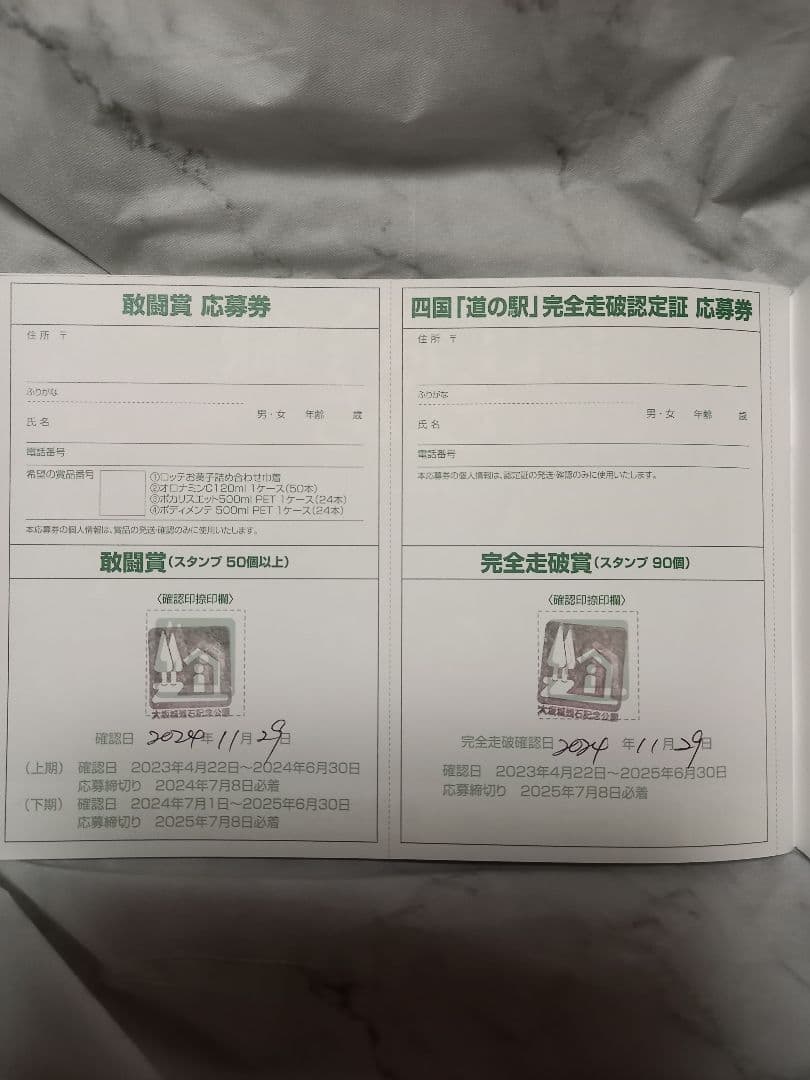 敢闘賞 応募券
住所 〒
ふりがな
氏名
男・女 年齢 歳
電話番号
希望の賞品番号
①ロッテお菓子詰め合わせ巾着
②オロナミンC120ml 1ケース(50本)
③ポカリスエット500ml PET 1ケース(24本)
④ボディメンテ 500ml PET 1ケース(24本)
本応募券の個人情報は、賞品の発送・確認のみに使用いたします。
敢闘賞(スタンプ 50個以上)
〈確認印捺印欄〉
大坂城残石記念公園
確認日 2024年11月29日
(上期) 確認日 2023年4月22日~2024年6月30日
応募締切り 2024年7月8日必着
(下期) 確認日 2024年7月1日~2025年6月30日
応募締切り 2025年7月8日必着
四国「道の駅」完全走破認定証 応募券
住所 〒
ふりがな
氏名
男・女 年齢 歳
電話番号
本応募券の個人情報は、認定証の発送・確認のみに使用いたします。
完全走破賞(スタンプ 90個)
〈確認印捺印欄〉
大坂城残石記念公園
完全走破確認日 2024年11月29日
確認日 2023年4月22日~2025年6月30日
応募締切り 2025年7月8日必着